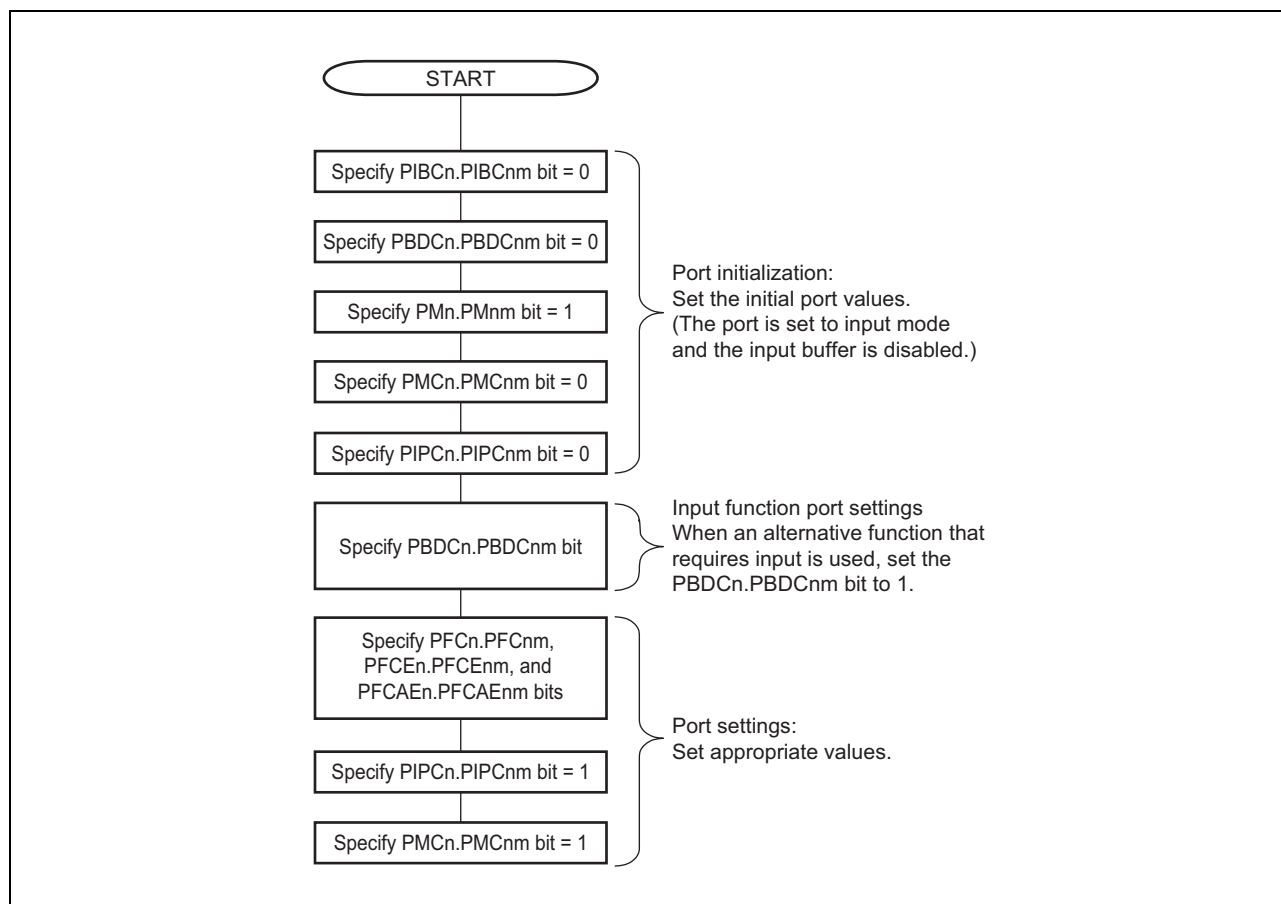 START
Specify PIBCn.PIBCnm bit = 0
Specify PBDCn.PBDCnm bit = 0
Specify PMn.PMnm bit = 1
Specify PMCn.PMCnm bit = 0
Specify PIPCn.PIPCnm bit = 0
Port initialization:
Set the initial port values.
(The port is set to input mode
and the input buffer is disabled.)
Specify PBDCn.PBDCnm bit
Input function port settings
When an alternative function that
requires input is used, set the
PBDCn.PBDCnm bit to 1.
Specify PFCn.PFCnm,
PFCEn.PFCEnm, and
PFCAEn.PFCAEnm bits
Specify PIPCn.PIPCnm bit = 1
Specify PMCn.PMCnm bit = 1
Port settings:
Set appropriate values.